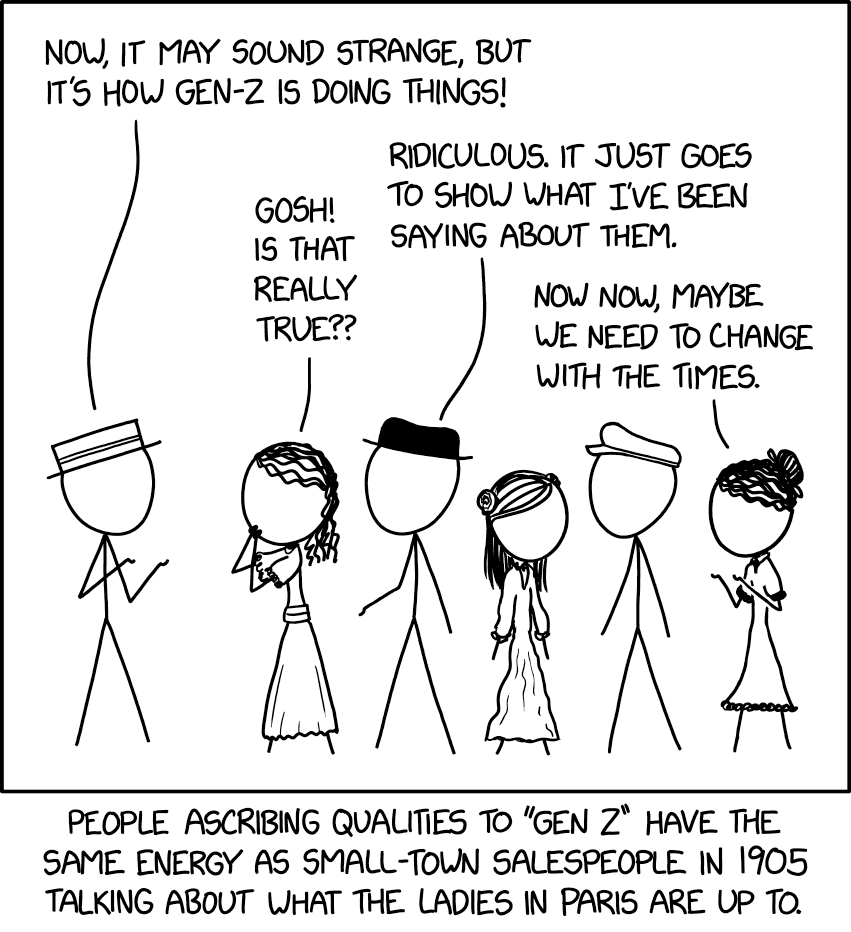 NOW, IT MAY SOUND STRANGE, BUT
IT'S HOW GEN-Z IS DOING THINGS!
GOSH!
IS THAT
REALLY
TRUE??
RIDICULOUS. IT JUST GOES
TO SHOW WHAT I'VE BEEN
SAYING ABOUT THEM.
NOW NOW, MAYBE
WE NEED TO CHANGE
WITH THE TIMES.
PEOPLE ASCRIBING QUALITIES TO "GEN Z" HAVE THE
SAME ENERGY AS SMALL-TOWN SALESPEOPLE IN 1905
TALKING ABOUT WHAT THE LADIES IN PARIS ARE UP TO.